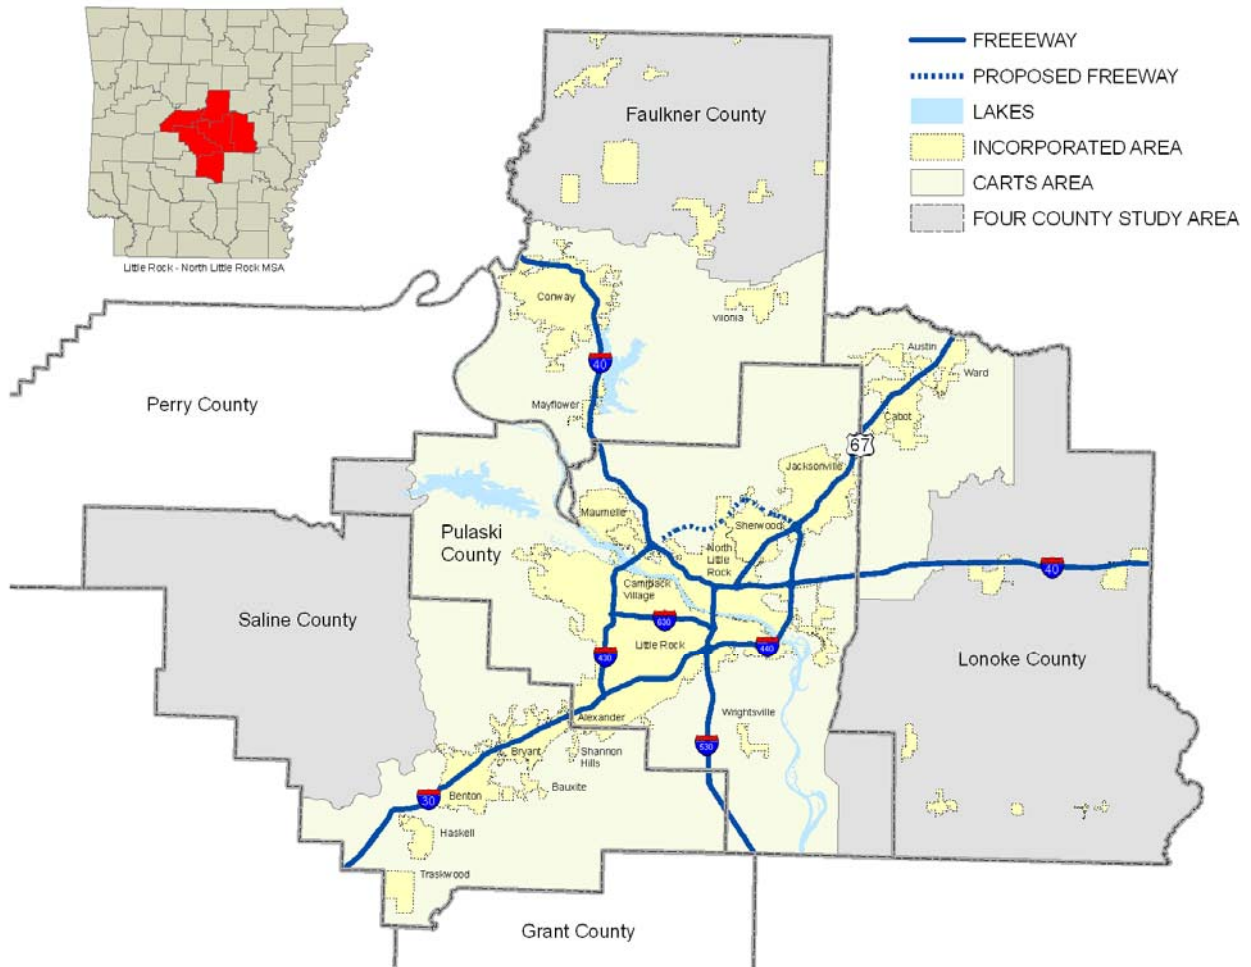 FREEEWAY
PROPOSED FREEWAY
LAKES
INCORPORATED AREA
CARTS AREA
FOUR COUNTY STUDY AREA
Little Rock - North Little Rock MSA
Faulkner County
Conway
Vilonia
40
Mayflower
Perry County
Austin
Ward
Cabot
67
Jacksonville
Maumelle
Sherwood
Pulaski
County
North
Little
Rock
40
Cammack
Village
630
Saline County
Little Rock
430
440
Lonoke County
Wrightsville
Alexander
530
Bryant
Shannon
Hills
Bauxite
30
Benton
Haskell
Traskwood
Grant County